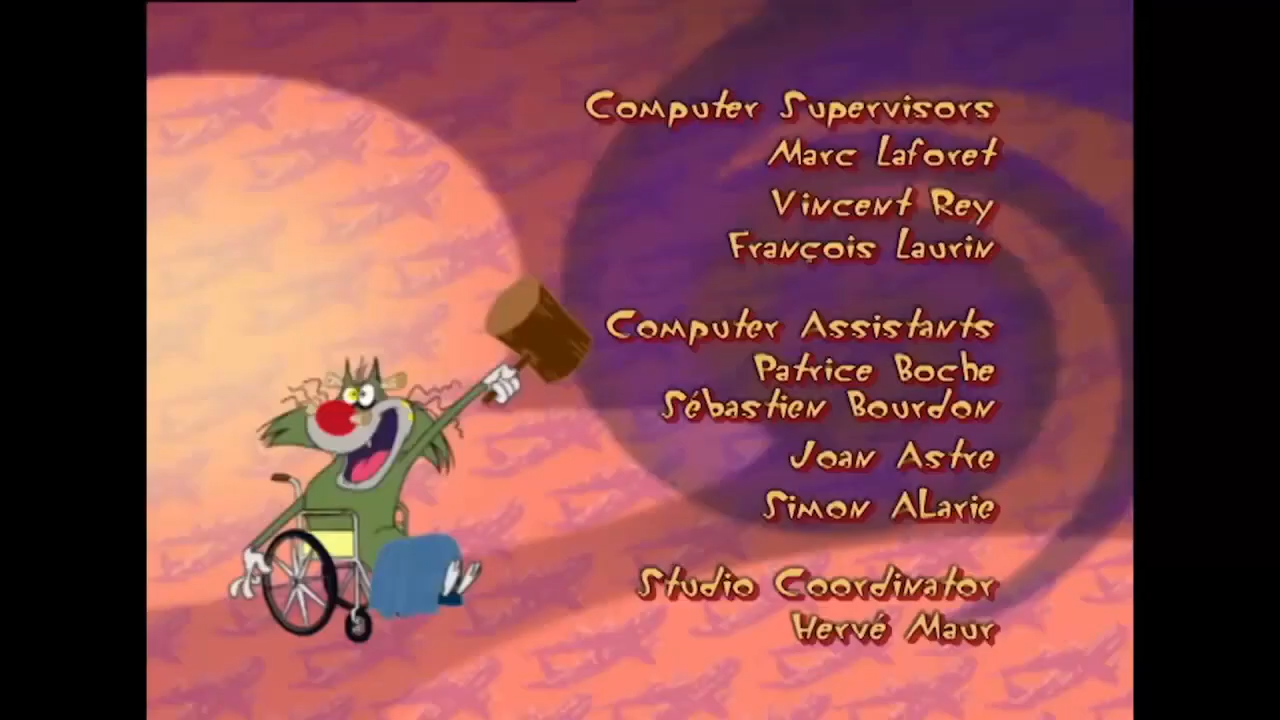 Computer Supervisors
Marc Laforet
Vincent Rey
François Laurin
Computer Assistants
Patrice Boche
Sébastien Bourdon
Joan Astre
Simon ALarie
Studio Coordinator
Hervé Maur